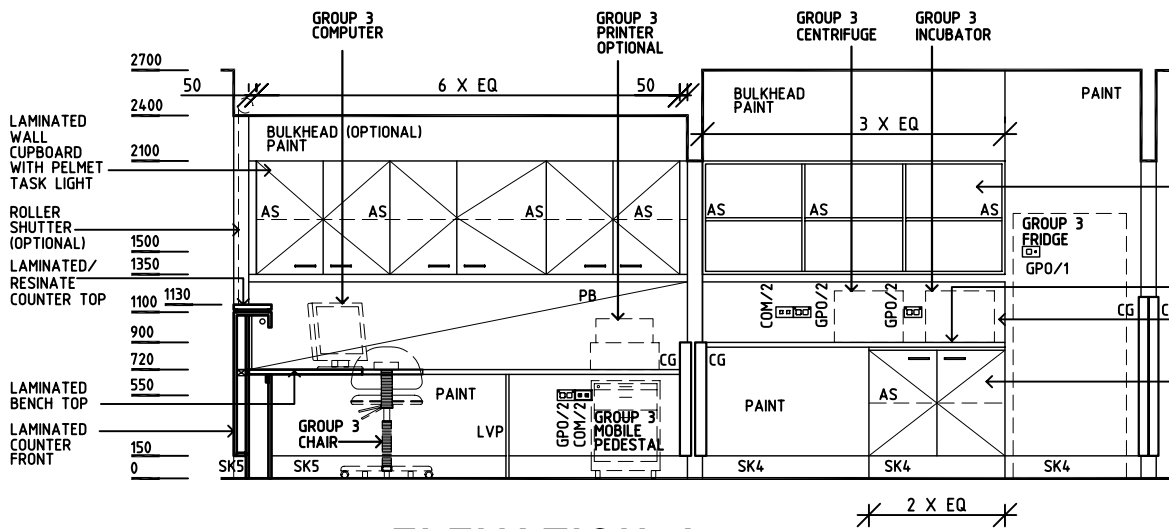 GROUP 3
COMPUTER
GROUP 3
PRINTER
OPTIONAL
GROUP 3
CENTRIFUGE
GROUP 3
INCUBATOR
2700
50
6 X EQ
50
BULKHEAD
PAINT
PAINT
2400
LAMINATED
WALL
CUPBOARD
WITH PELMET
TASK LIGHT
BULKHEAD (OPTIONAL)
PAINT
3 X EQ
2100
AS
AS
AS
AS
AS
AS
AS
ROLLER
SHUTTER
(OPTIONAL)
GROUP 3
FRIDGE
GPO/1
1500
LAMINATED/
RESINATE
COUNTER TOP
1350
1130
1100
PB
COM/2
GPO/2
GPO/2
CG
C
900
720
CG
CG
LAMINATED
BENCH TOP
550
PAINT
GPO/2
COM/2
GROUP 3
MOBILE
PEDESTAL
PAINT
AS
LAMINATED
COUNTER
FRONT
GROUP 3
CHAIR
LVP
150
0
SK5
SK5
SK4
SK4
SK4
2 X EQ